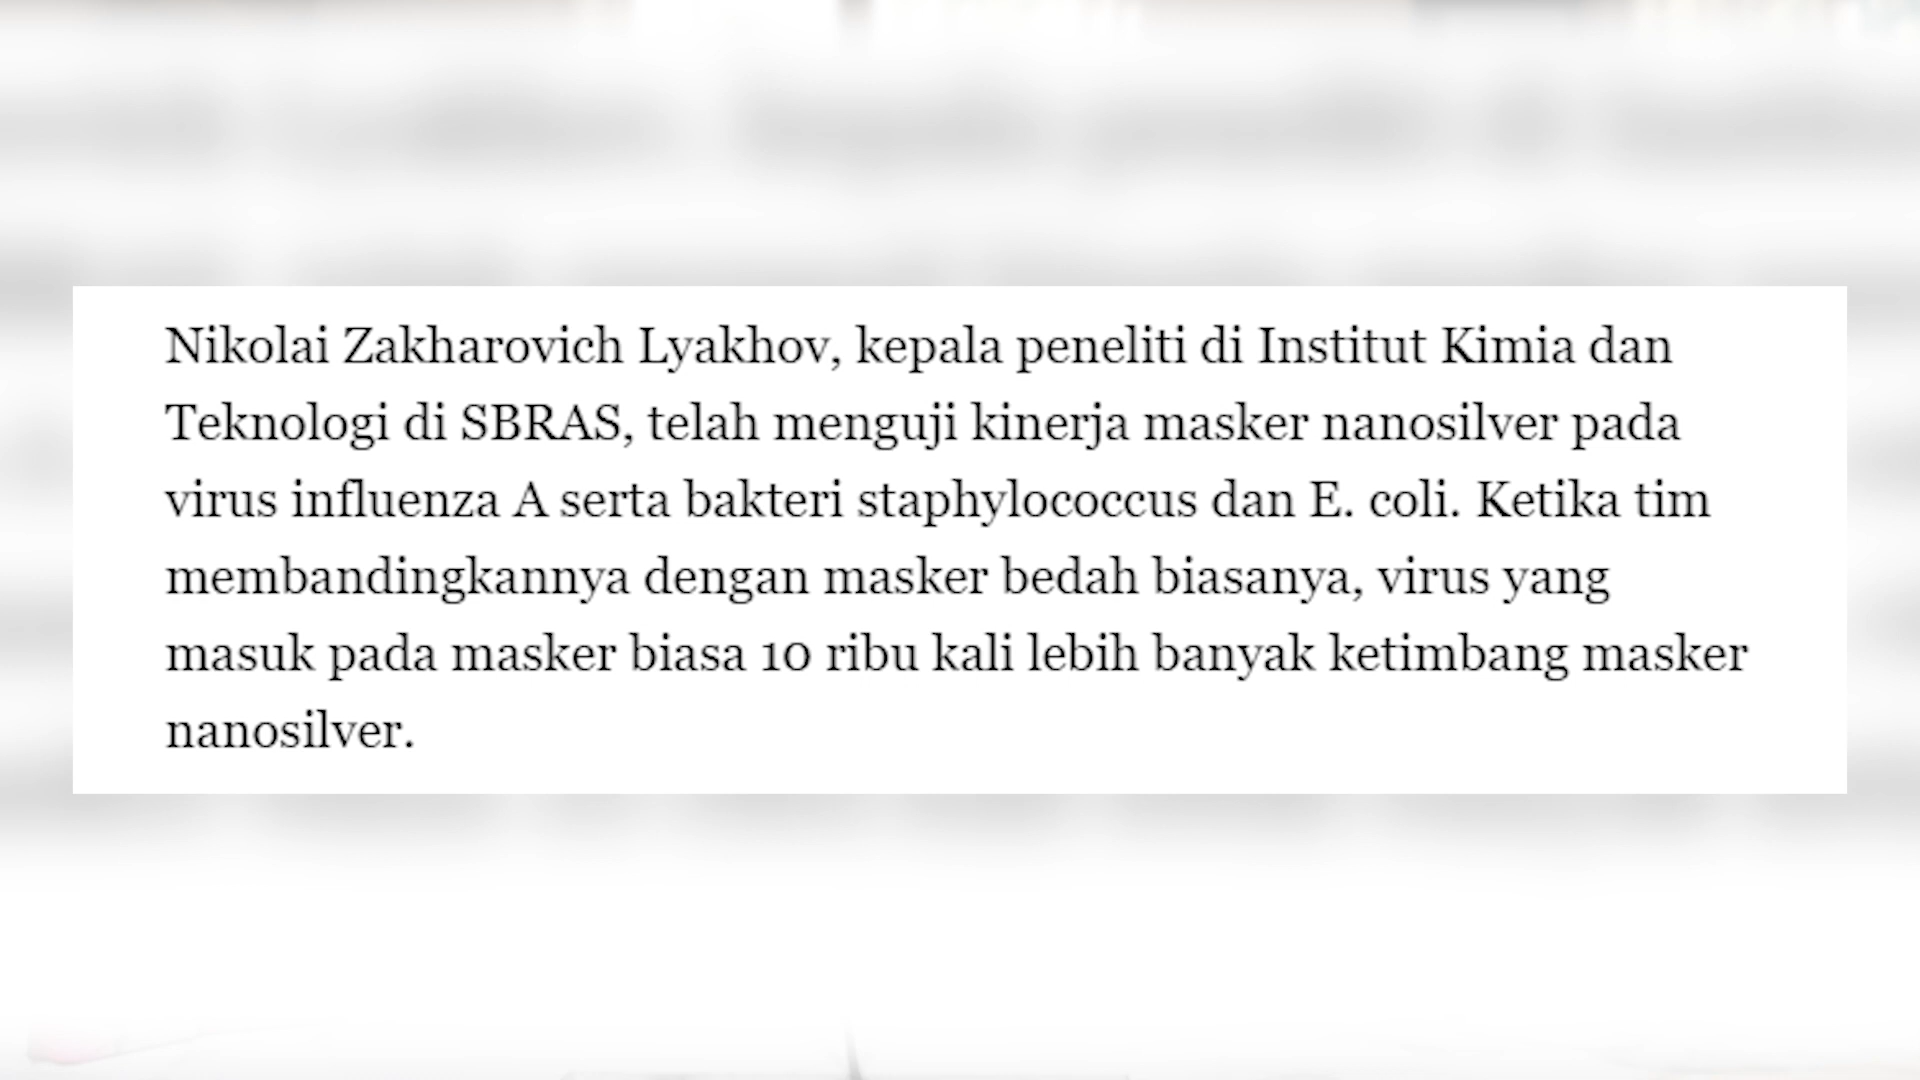 Nikolai Zakharovich Lyakhov, kepala peneliti di Institut Kimia dan
Teknologi di SBRAS, telah menguji kinerja masker nanosilver pada
virus influenza A serta bakteri staphylococcus dan E. coli. Ketika tim
membandingkannya dengan masker bedah biasanya, virus yang
masuk pada masker biasa 10 ribu kali lebih banyak ketimbang masker
nanosilver.